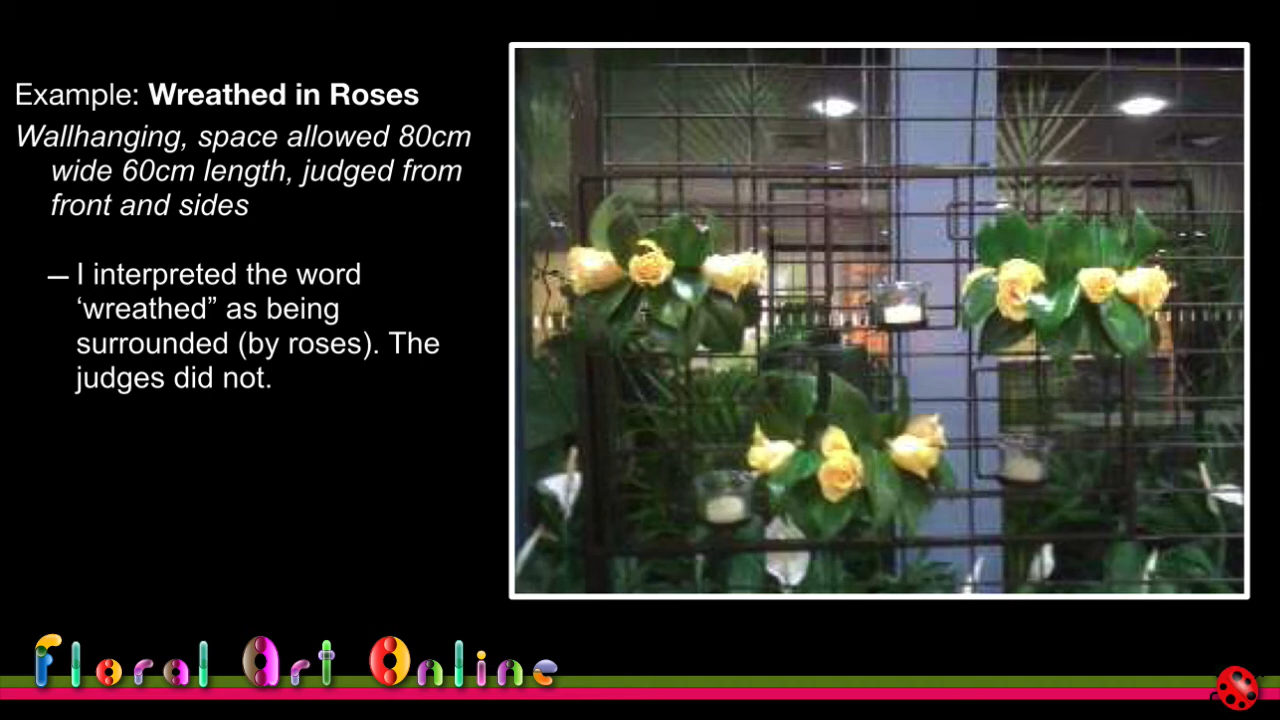 Example: Wreathed in Roses
Wallhanging, space allowed 80cm
wide 60cm length, judged from
front and sides
– I interpreted the word
‘wreathed” as being
surrounded (by roses). The
judges did not.
Floral Art Online